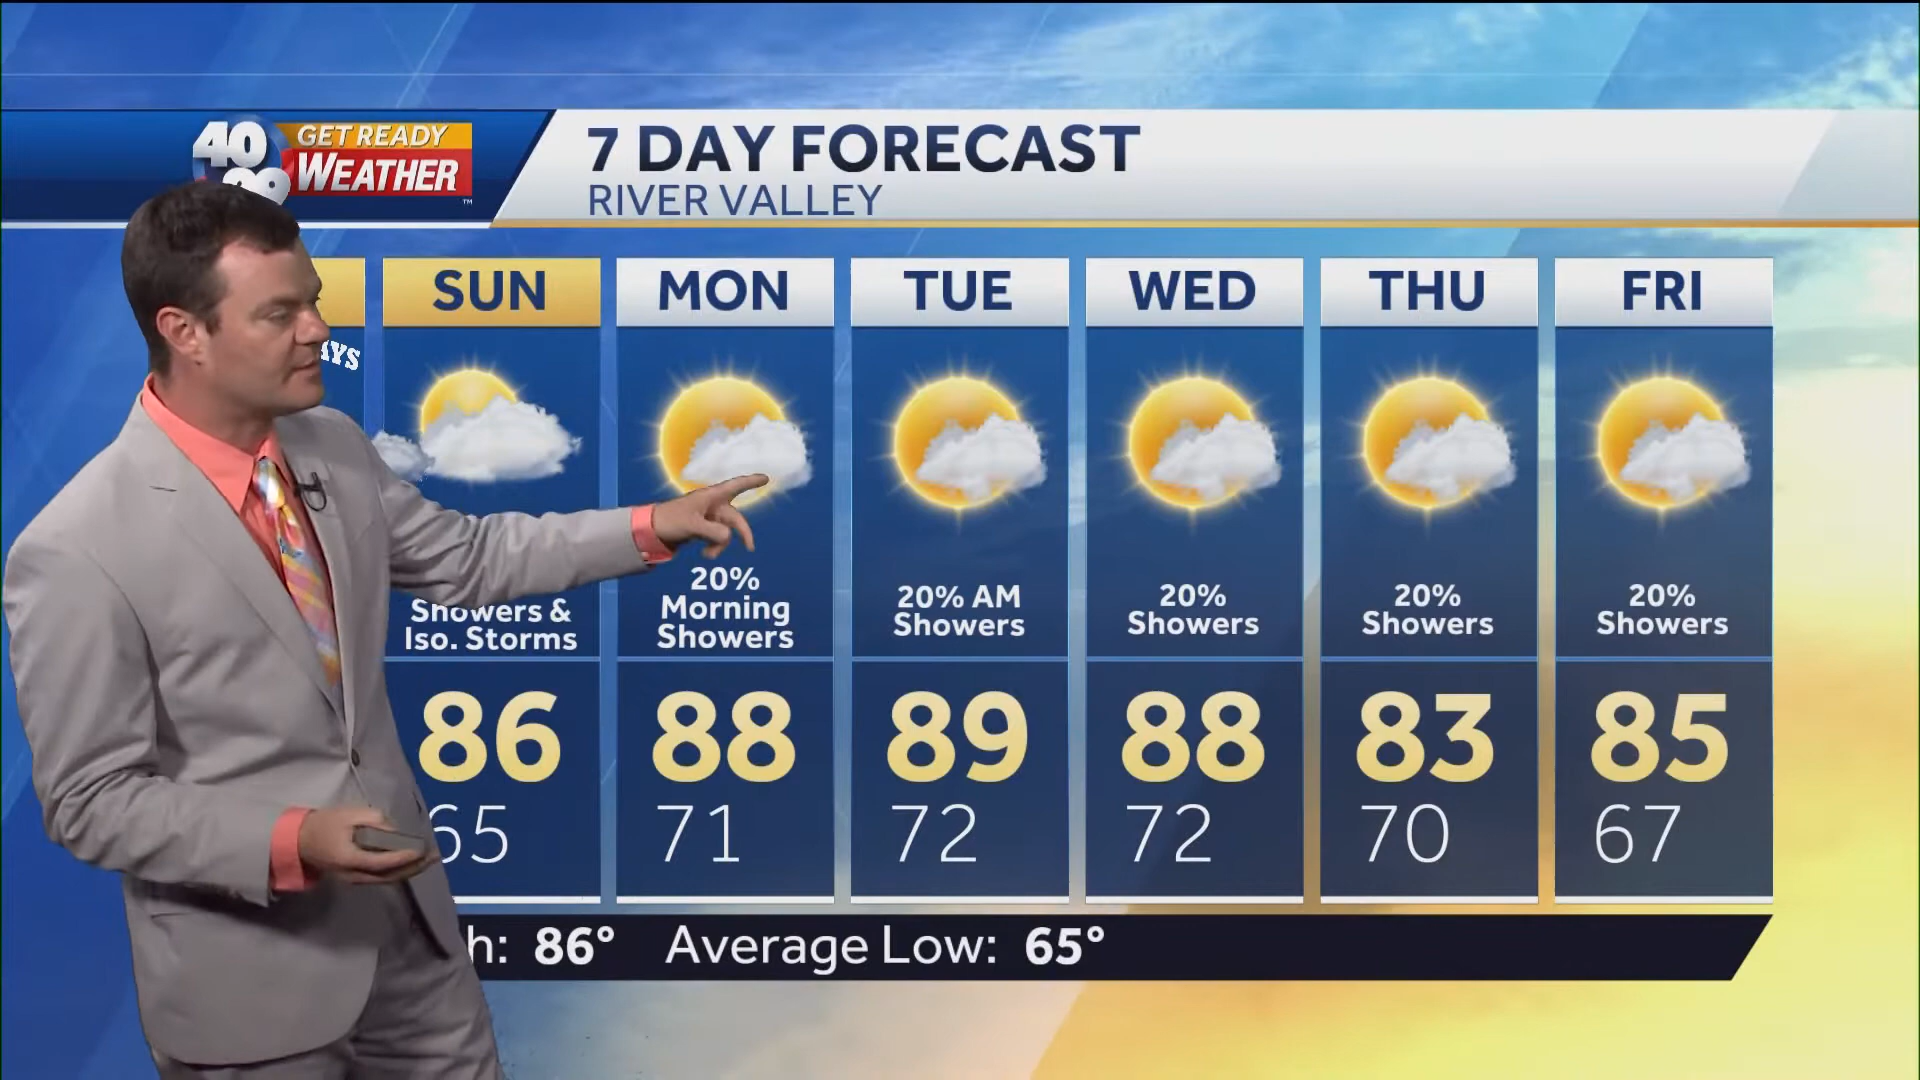 40
GET READY
WEATHER
™
7 DAY FORECAST
RIVER VALLEY
SUN
MON
TUE
WED
THU
FRI
Showers &
Iso. Storms
20%
Morning
Showers
20% AM
Showers
20%
Showers
20%
Showers
20%
Showers
86
88
89
88
83
85
65
71
72
72
70
67
86° Average Low: 65°